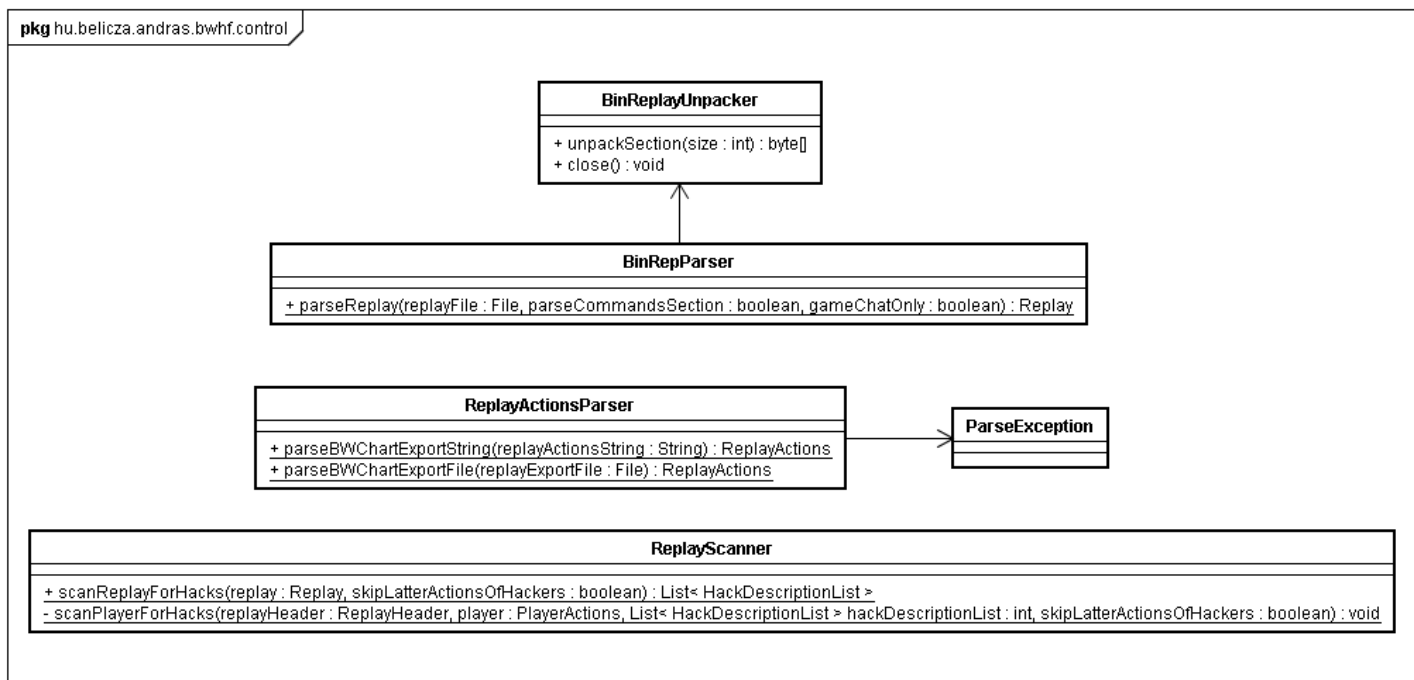 pkg hu.belicza.andras.bwhf.control
BinReplayUnpacker
+ unpackSection(size : int) : byte[]
+ close() : void
BinRepParser
+ parseReplay(replayFile : File, parseCommandsSection : boolean, gameChatOnly : boolean) : Replay
ReplayActionsParser
+ parseBWChartExportString(replayActionsString : String) : ReplayActions
+ parseBWChartExportFile(replayExportFile : File) : ReplayActions
ParseException
ReplayScanner
+ scanReplayForHacks(replay : Replay, skipLatterActionsOfHackers : boolean) : List< HackDescriptionList >
- scanPlayerForHacks(replayHeader : ReplayHeader, player : PlayerActions, List< HackDescriptionList > hackDescriptionList : int, skipLatterActionsOfHackers : boolean) : void